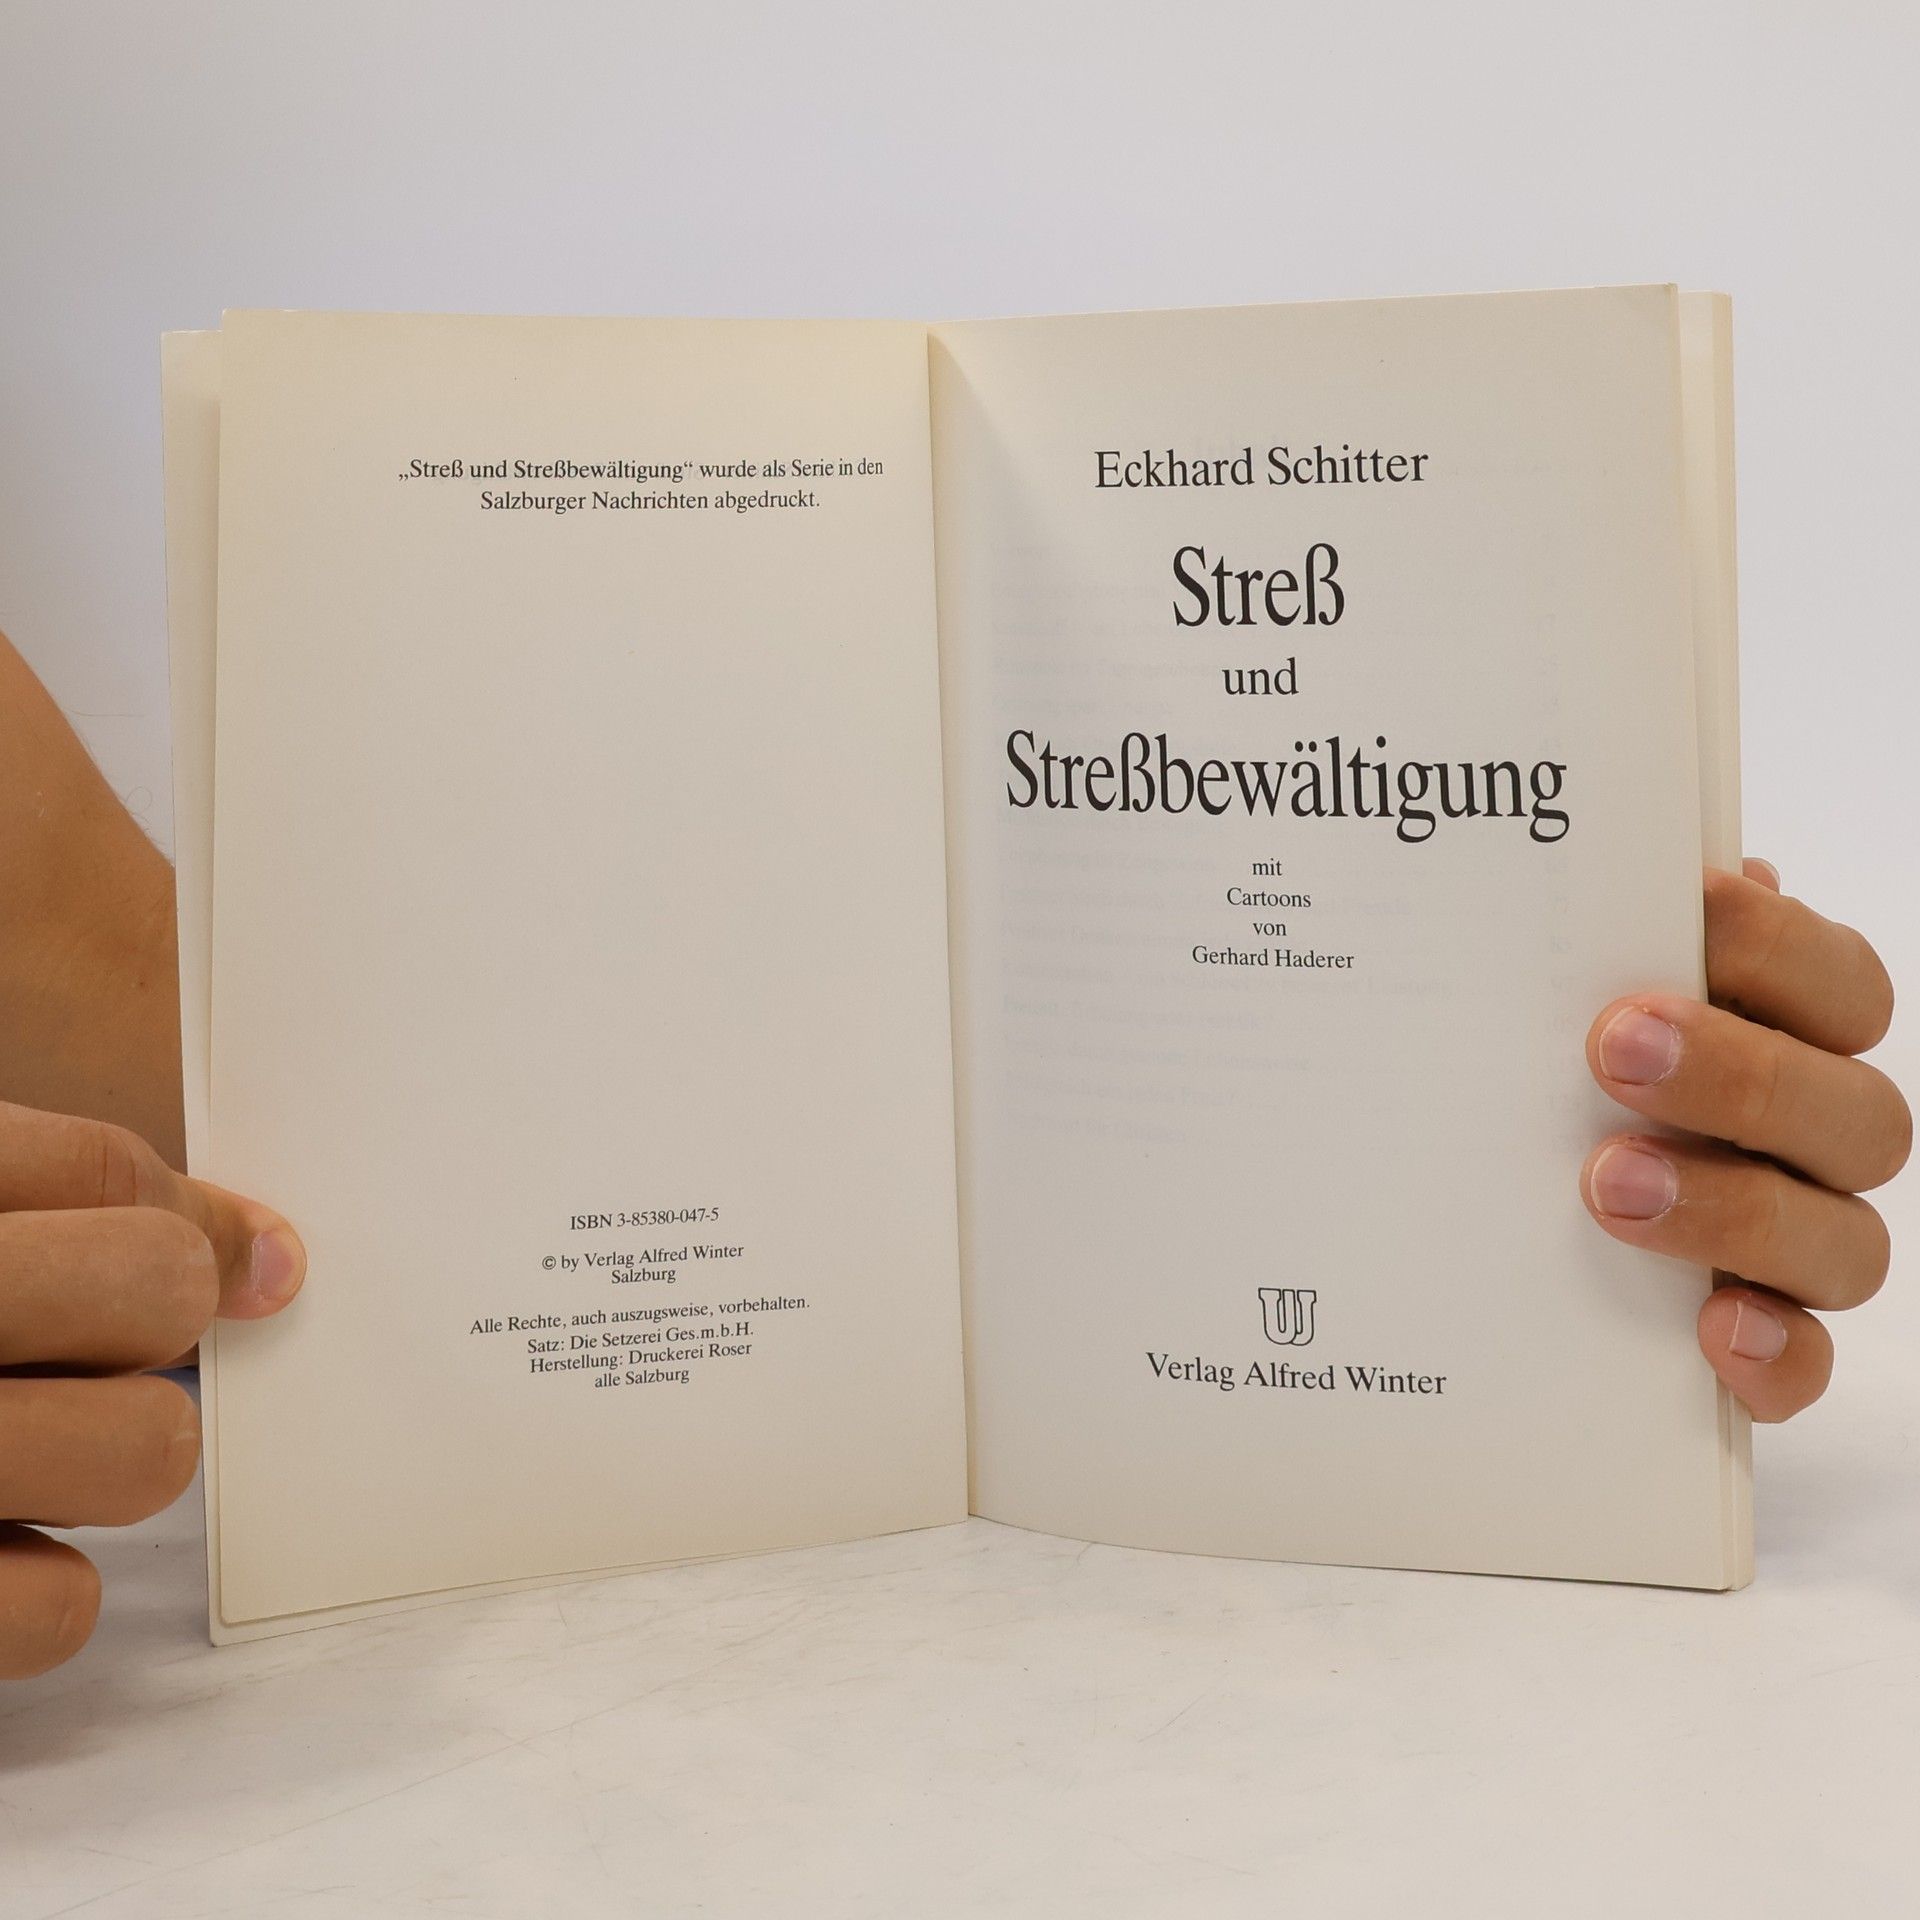 „Streß und Streßbewältigung“ wurde als Serie in den
Salzburger Nachrichten abgedruckt.
ISBN 3-85380-047-5
© by Verlag Alfred Winter
Salzburg
Alle Rechte, auch auszugsweise, vorbehalten.
Satz: Die Setzerei Ges.m.b.H.
Herstellung: Druckerei Roser
alle Salzburg
Eckhard Schitter
Streß
und
Streßbewältigung
mit
Cartoons
von
Gerhard Haderer
Verlag Alfred Winter